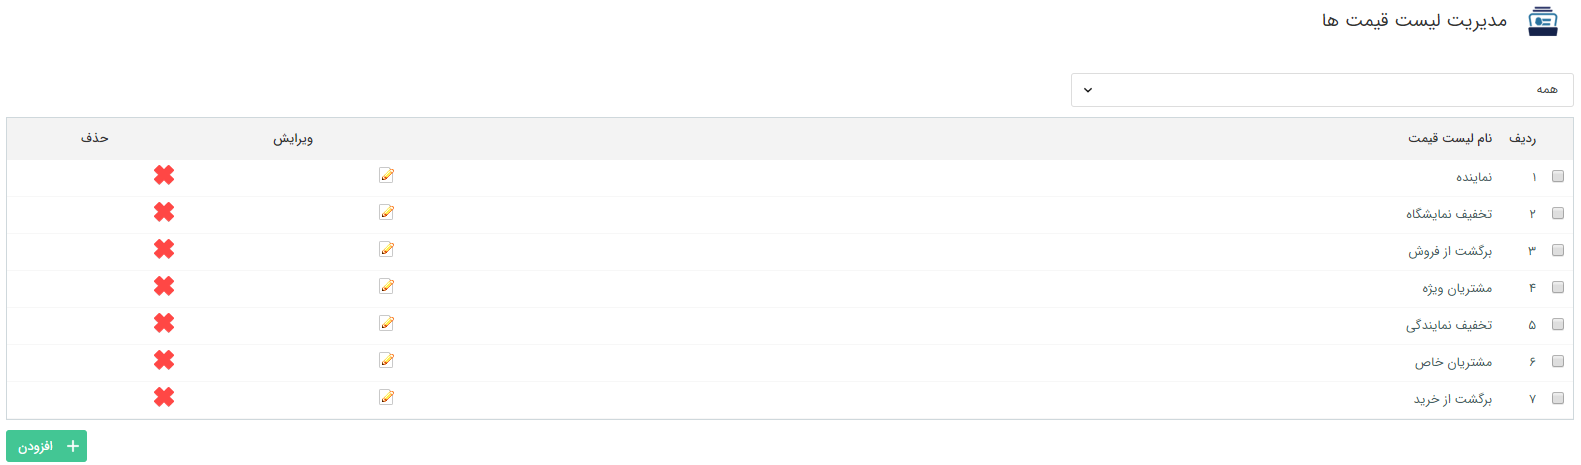 مدیریت لیست قیمت ها
همه
ردیف نام لیست قیمت ویرایش حذف
۱ نماینده
۲ تخفیف نمایشگاه
۳ برگشت از فروش
۴ مشتریان ویژه
۵ تخفیف نمایندگی
۶ مشتریان خاص
۷ برگشت از خرید
+ افزودن